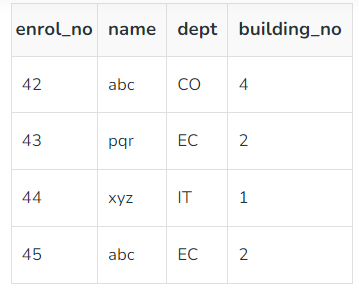 enrol_no name dept building_no
42 abc CO 4
43 pqr EC 2
44 xyz IT 1
45 abc EC 2